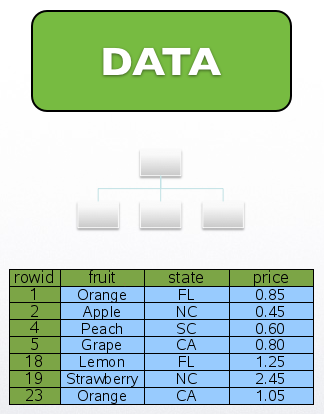 DATA
rowid fruit state price
1 Orange FL 0.85
2 Apple NC 0.45
4 Peach SC 0.60
5 Grape CA 0.80
18 Lemon FL 1.25
19 Strawberry NC 2.45
23 Orange CA 1.05